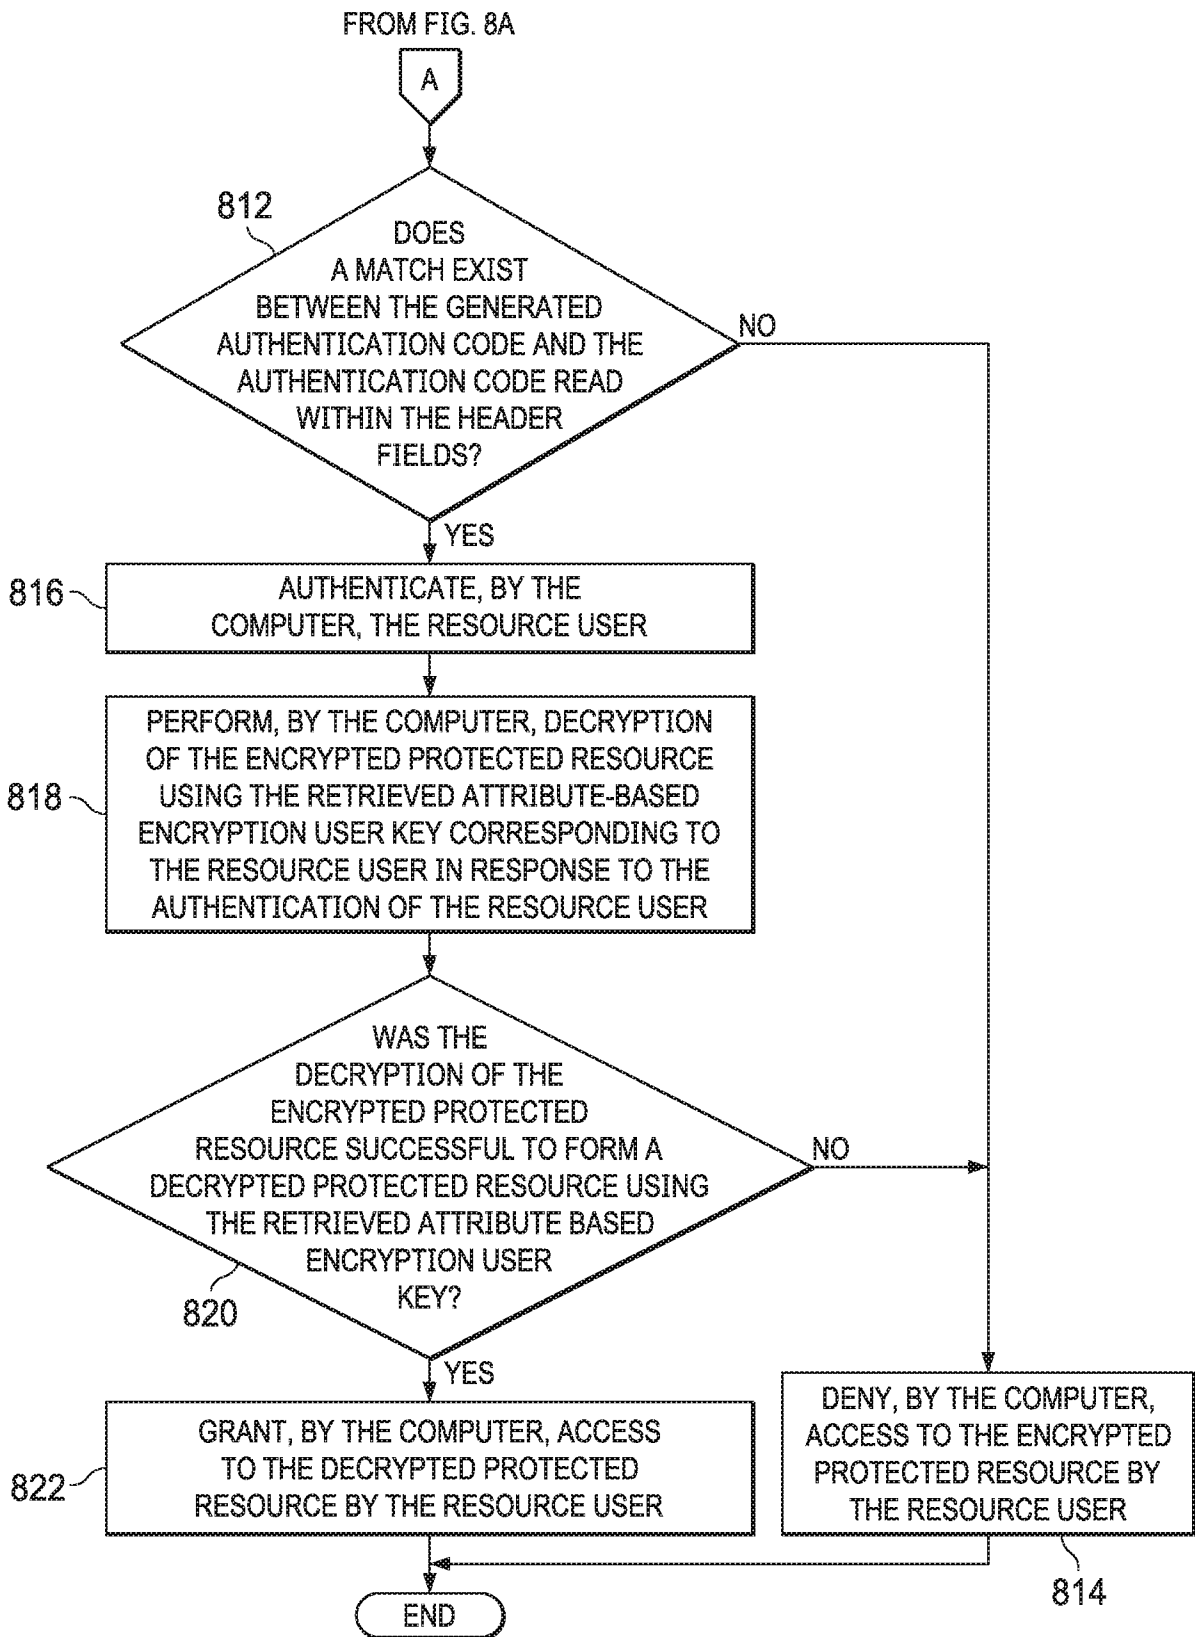 FROM FIG. 8A
A
812
DOES
A MATCH EXIST
BETWEEN THE GENERATED
AUTHENTICATION CODE AND THE
AUTHENTICATION CODE READ
WITHIN THE HEADER
FIELDS?
NO
YES
816
AUTHENTICATE, BY THE
COMPUTER, THE RESOURCE USER
818
PERFORM, BY THE COMPUTER, DECRYPTION
OF THE ENCRYPTED PROTECTED RESOURCE
USING THE RETRIEVED ATTRIBUTE-BASED
ENCRYPTION USER KEY CORRESPONDING TO
THE RESOURCE USER IN RESPONSE TO THE
AUTHENTICATION OF THE RESOURCE USER
WAS THE
DECRYPTION OF THE
ENCRYPTED PROTECTED
RESOURCE SUCCESSFUL TO FORM A
DECRYPTED PROTECTED RESOURCE USING
THE RETRIEVED ATTRIBUTE BASED
ENCRYPTION USER
KEY?
NO
820
YES
822
GRANT, BY THE COMPUTER, ACCESS
TO THE DECRYPTED PROTECTED
RESOURCE BY THE RESOURCE USER
DENY, BY THE COMPUTER,
ACCESS TO THE ENCRYPTED
PROTECTED RESOURCE BY
THE RESOURCE USER
814
END